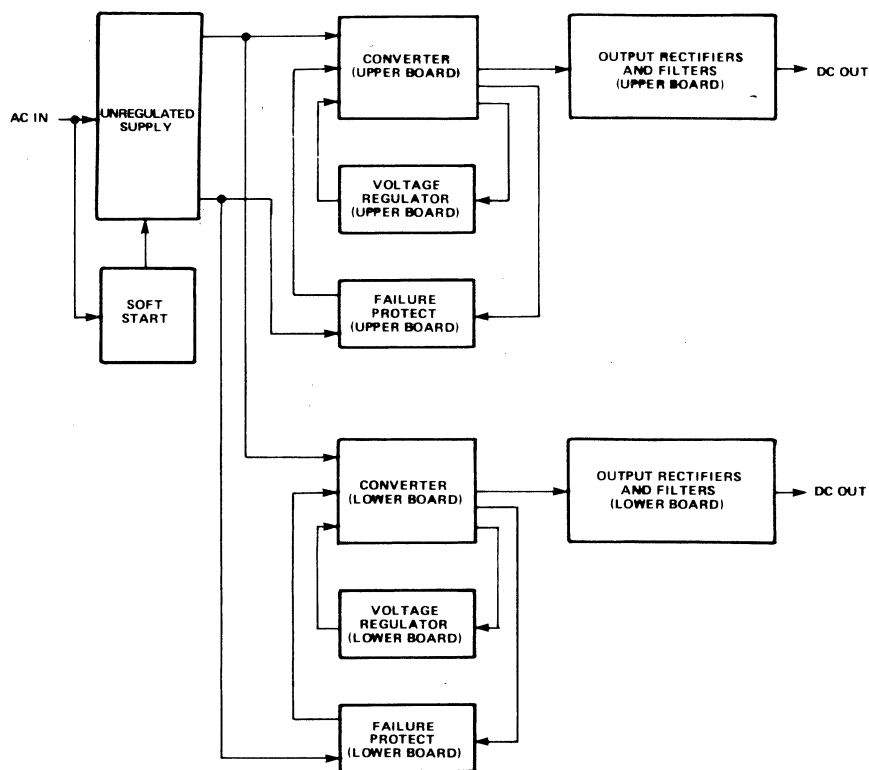 AC IN
UNREGULATED
SUPPLY
SOFT
START
CONVERTER
(UPPER BOARD)
OUTPUT RECTIFIERS
AND FILTERS
(UPPER BOARD)
DC OUT
VOLTAGE
REGULATOR
(UPPER BOARD)
FAILURE
PROTECT
(UPPER BOARD)
CONVERTER
(LOWER BOARD)
OUTPUT RECTIFIERS
AND FILTERS
(LOWER BOARD)
DC OUT
VOLTAGE
REGULATOR
(LOWER BOARD)
FAILURE
PROTECT
(LOWER BOARD)